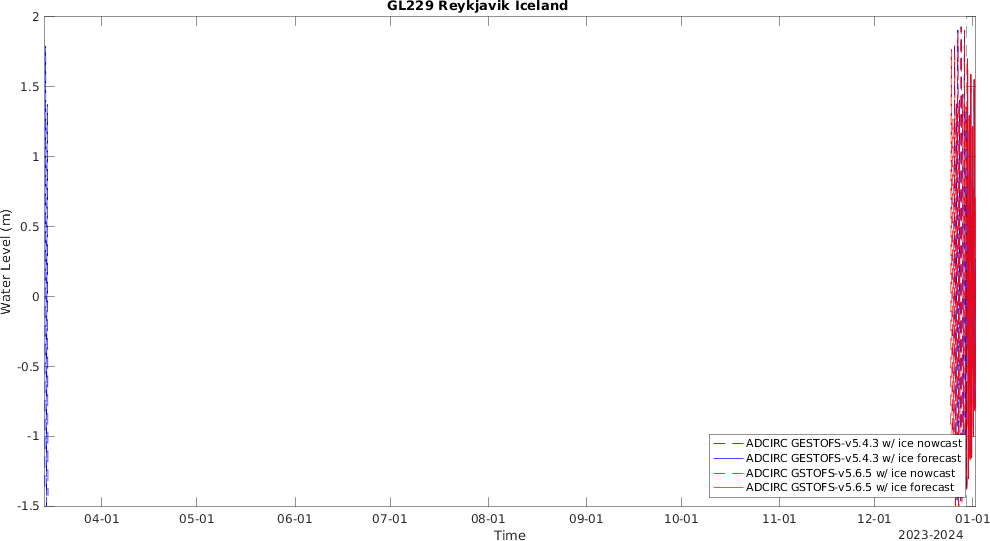 GL229 Reykjavik Iceland
Water Level (m)
2
1.5
1
0.5
0
-0.5
-1
-1.5
ADCIRC GESTOFS-v5.4.3 w/ ice nowcast
ADCIRC GESTOFS-v5.4.3 w/ ice forecast
ADCIRC GSTOFS-v5.6.5 w/ ice nowcast
ADCIRC GSTOFS-v5.6.5 w/ ice forecast
04-01 05-01 06-01 07-01 08-01 09-01 10-01 11-01 12-01 01-01
Time
2023-2024